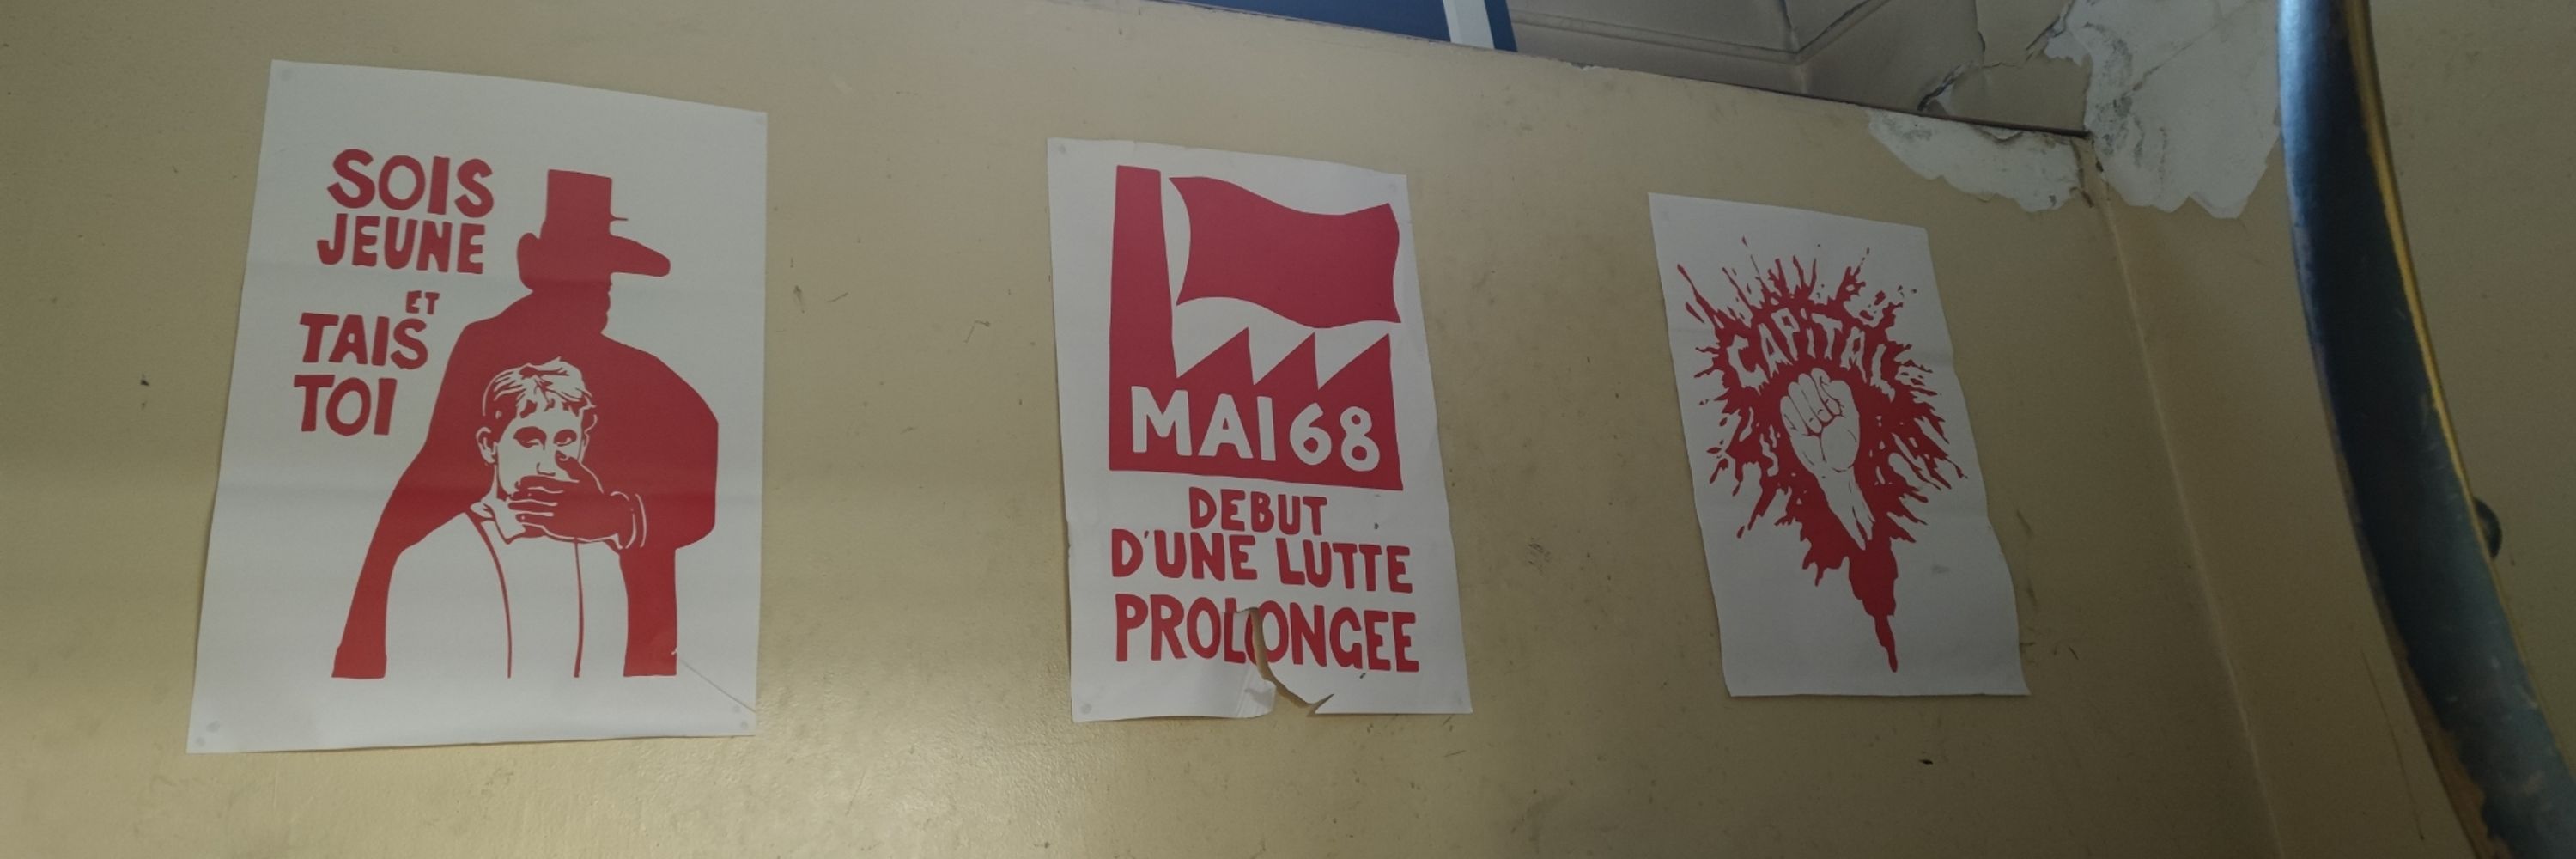 SOIS
JEUNE
ET
TAIS
TOI
MAI 68
DEBUT
D'UNE LUTTE
PROLONGEE
CAPITAL